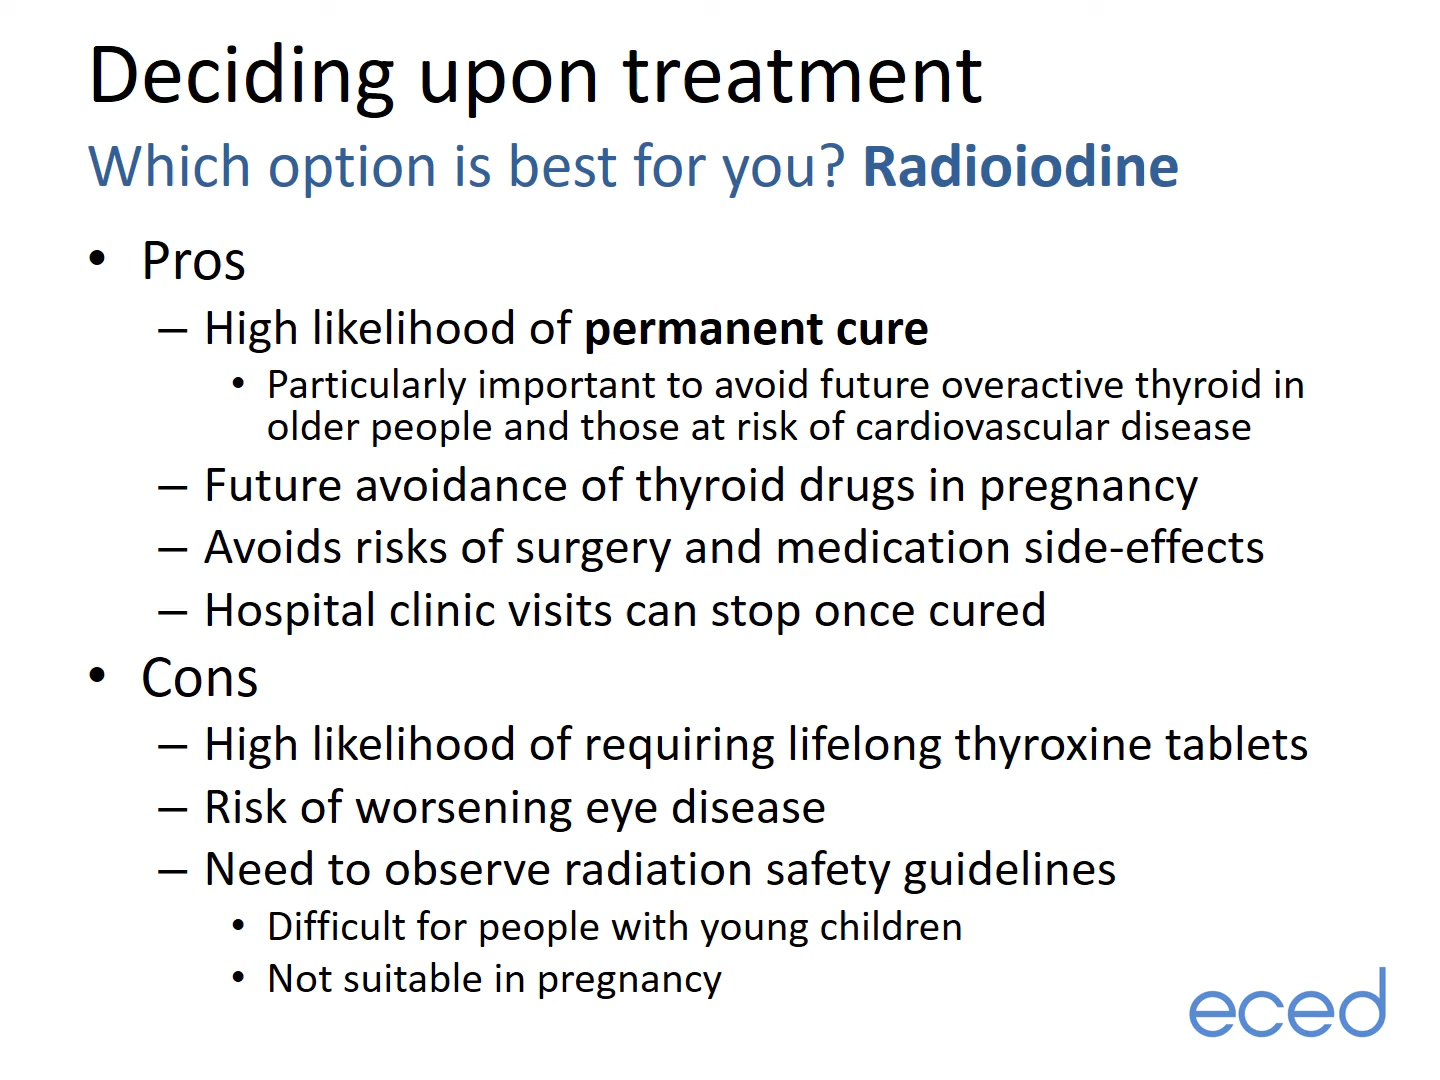 Deciding upon treatment
Which option is best for you? Radioiodine
• Pros
– High likelihood of permanent cure
• Particularly important to avoid future overactive thyroid in
older people and those at risk of cardiovascular disease
– Future avoidance of thyroid drugs in pregnancy
– Avoids risks of surgery and medication side-effects
– Hospital clinic visits can stop once cured
• Cons
– High likelihood of requiring lifelong thyroxine tablets
– Risk of worsening eye disease
– Need to observe radiation safety guidelines
• Difficult for people with young children
• Not suitable in pregnancy
eced